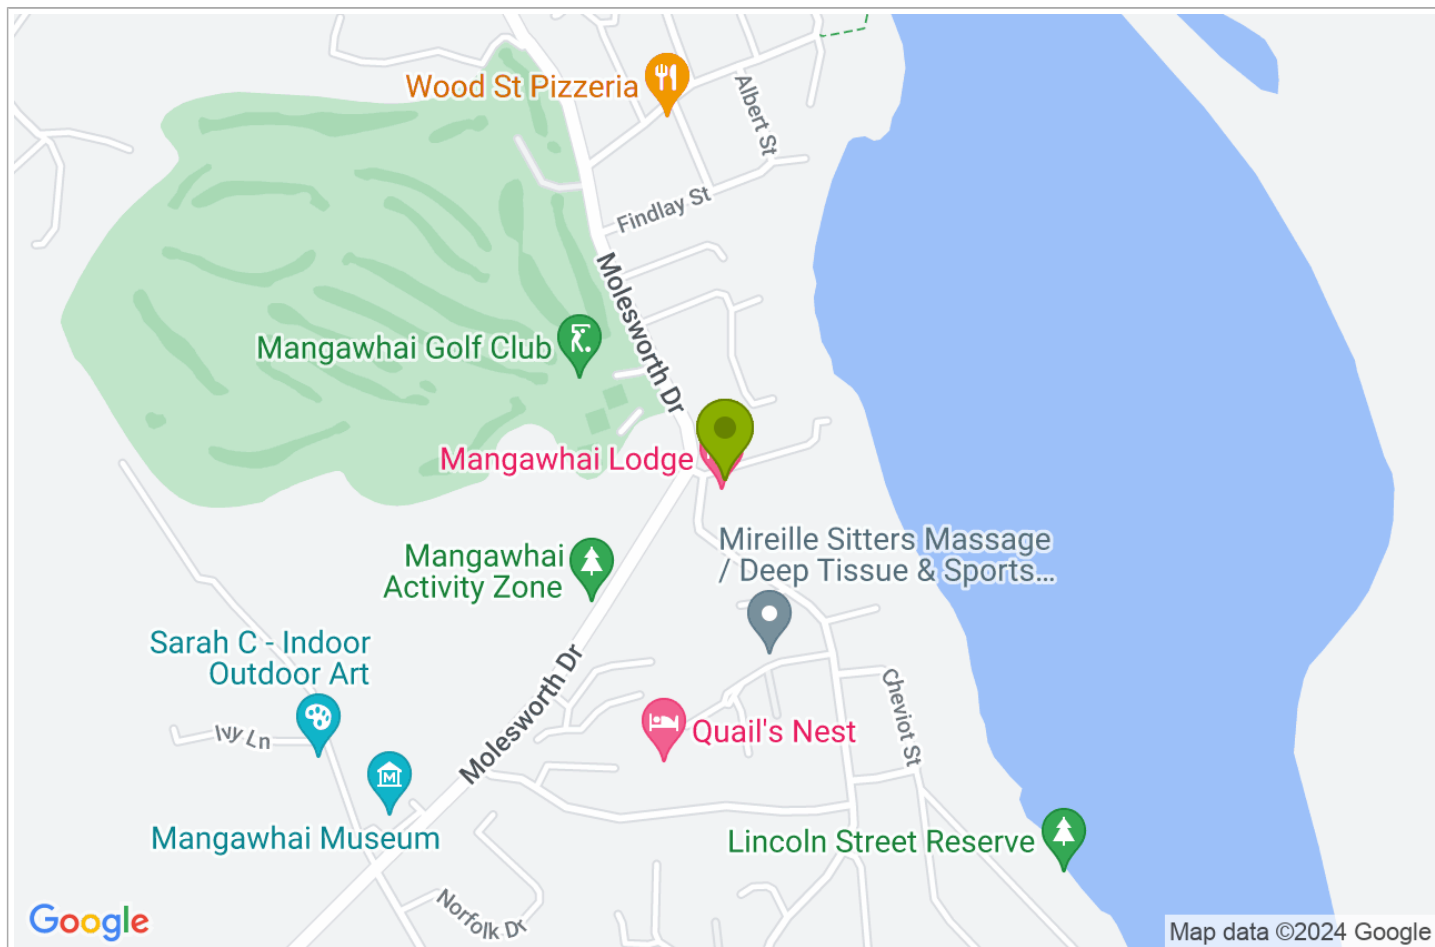 Wood St Pizzeria
Albert St
Findlay St
Molesworth Dr
Mangawhai Golf Club
Mangawhai Lodge
Mireille Sitters Massage
/ Deep Tissue & Sports...
Mangawhai
Activity Zone
Sarah C - Indoor
Outdoor Art
Molesworth Dr
Cheviot St
Ivy Ln
Quail's Nest
Mangawhai Museum
Lincoln Street Reserve
Norfolk Dr
Google
Map data ©2024 Google